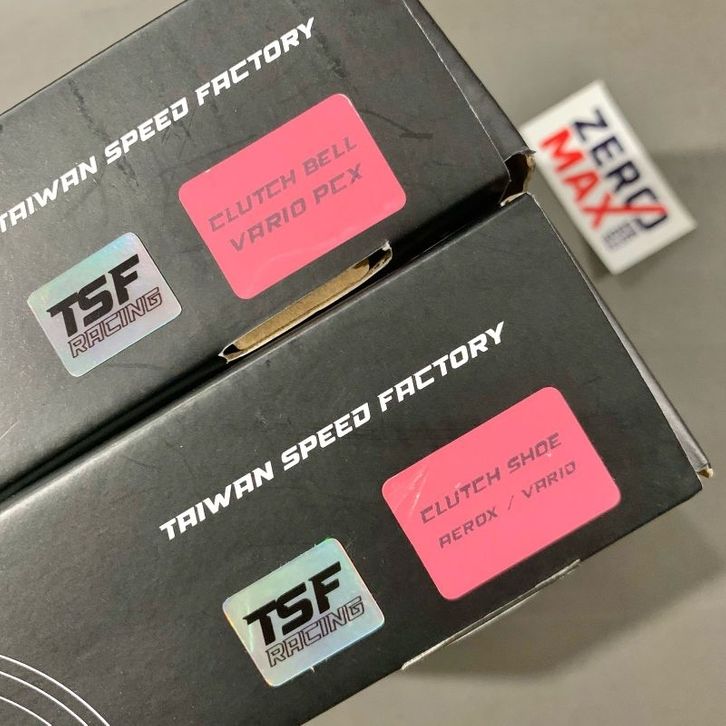 TAIWAN SPEED FACTORY
CLUTCH BELL
VARIO PCX
TSF
RACING
ZERO
MAX
TAIWAN SPEED FACTORY
CLUTCH SHOE
AEROX / VARIO
TSF
RACING